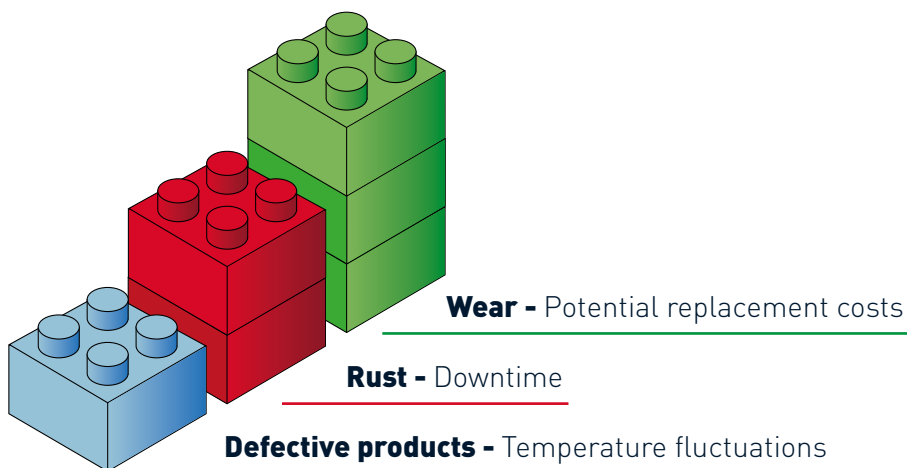 Wear - Potential replacement costs
Rust - Downtime
Defective products - Temperature fluctuations